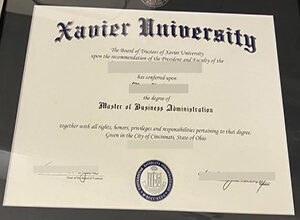 Xavier University
The Board of Trustees of Xavier University
upon the recommendation of the President and Faculty of the
has conferred upon
the degree of
Master of Business Administration
together with all rights, honors, privileges and responsibilities pertaining to that degree
Given in the City of Cincinnati, State of Ohio